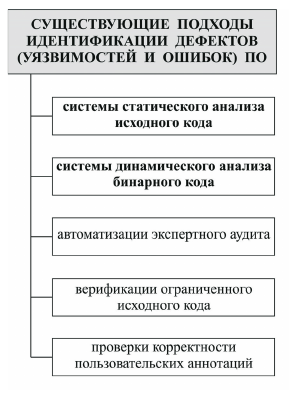 СУЩЕСТВУЮЩИЕ ПОДХОДЫ
ИДЕНТИФИКАЦИИ ДЕФЕКТОВ
(УЯЗВИМОСТЕЙ И ОШИБОК) ПО
системы статического анализа
исходного кода
системы динамического анализа
бинарного кода
автоматизации экспертного аудита
верификации ограниченного
исходного кода
проверки корректности
пользовательских аннотаций